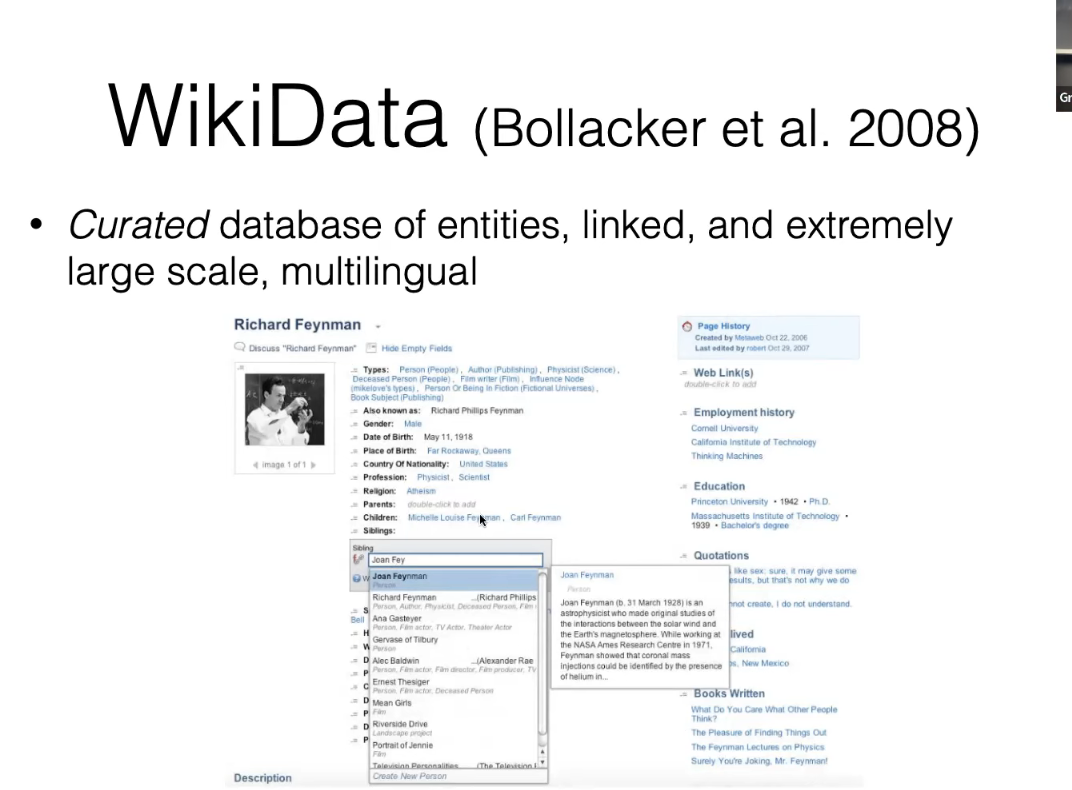 WikiData (Bollacker et al. 2008)
• Curated database of entities, linked, and extremely
large scale, multilingual
Richard Feynman
Discuss "Richard Feynman" Hide Empty Fields
image 1 of 1
Types: Person (People) , Author (Publishing) , Physicist (Science) ,
Deceased Person (People) , Film writer (Film) , Influence Node
(mikelove's types) , Person Or Being In Fiction (Fictional Universes) ,
Book Subject (Publishing)
Also known as: Richard Phillips Feynman
Gender: Male
Date of Birth: May 11, 1918
Place of Birth: Far Rockaway, Queens
Country Of Nationality: United States
Profession: Physicist , Scientist
Religion: Atheism
Parents: double-click to add
Children: Michelle Louise Feynman , Carl Feynman
Siblings:
Sibling
Joan Fey
Joan Feynman
Person
Richard Feynman ...(Richard Phillips
Person, Author, Physicist, Deceased Person, Film
Ana Gasteyer
Person, Film actor, TV Actor, Theater Actor
Gervase of Tilbury
Person
Alec Baldwin ...(Alexander Rae
Person, Film actor, Film director, Film producer, TV
Ernest Thesiger
Person, Film actor, Deceased Person
Mean Girls
Film
Riverside Drive
Landscape project
Portrait of Jennie
Film
Television Personalities ...(The Television
Create New Person
Bell
Joan Feynman
Person
Joan Feynman (b. 31 March 1928) is an
astrophysicist who made original studies of
the interactions between the solar wind and
the Earth's magnetosphere. While working at
the NASA Ames Research Centre in 1971,
Feynman showed that coronal mass
injections could be identified by the presence
of helium in...
Page History
Created by Metaweb Oct 22, 2006
Last edited by robert Oct 29, 2007
Web Link(s)
double-click to add
Employment history
Cornell University
California Institute of Technology
Thinking Machines
Education
Princeton University • 1942 • Ph.D.
Massachusetts Institute of Technology •
1939 • Bachelor's degree
Quotations
like sex: sure, it may give some
esults, but that's not why we do
not create, I do not understand.
lived
California
s, New Mexico
Books Written
What Do You Care What Other People
Think?
The Pleasure of Finding Things Out
The Feynman Lectures on Physics
Surely You're Joking, Mr. Feynman!
Description
Gr